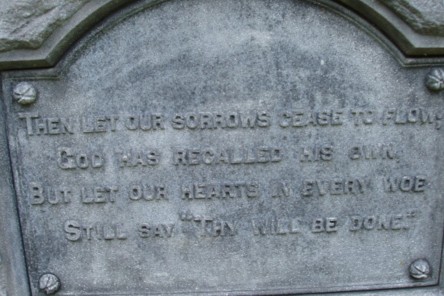 THEN LET OUR SORROWS CEASE TO FLOW;
GOD HAS RECALLED HIS OWN,
BUT LET OUR HEARTS IN EVERY WOE
STILL SAY "THY WILL BE DONE."